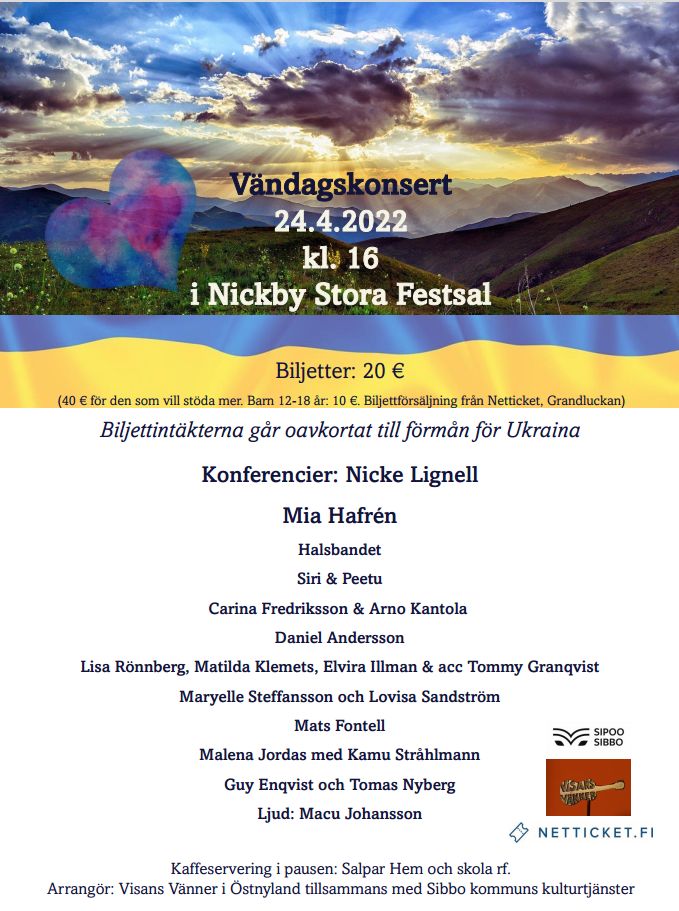 Vändagskonsert
24.4.2022
kl. 16
i Nickby Stora Festsal
Biljetter: 20 €
(40 € för den som vill stöda mer. Barn 12-18 år: 10 €. Biljettförsäljning från Netticket, Grandluckan)
Biljettintäkterna går oavkortat till förmån för Ukraina
Konferencier: Nicke Lignell
Mia Hafrén
Halsbandet
Siri & Peetu
Carina Fredriksson & Arno Kantola
Daniel Andersson
Lisa Rönnberg, Matilda Klemets, Elvira Illman & acc Tommy Granqvist
Maryelle Steffansson och Lovisa Sandström
Mats Fontell
Malena Jordas med Kamu Stråhlmann
Guy Enqvist och Tomas Nyberg
Ljud: Macu Johansson
SIPOO
SIBBO
VISANS
VÄNNER
NETTICKET.FI
Kaffeservering i pausen: Salpar Hem och skola rf.
Arrangör: Visans Vänner i Östnyland tillsammans med Sibbo kommuns kulturtjänster